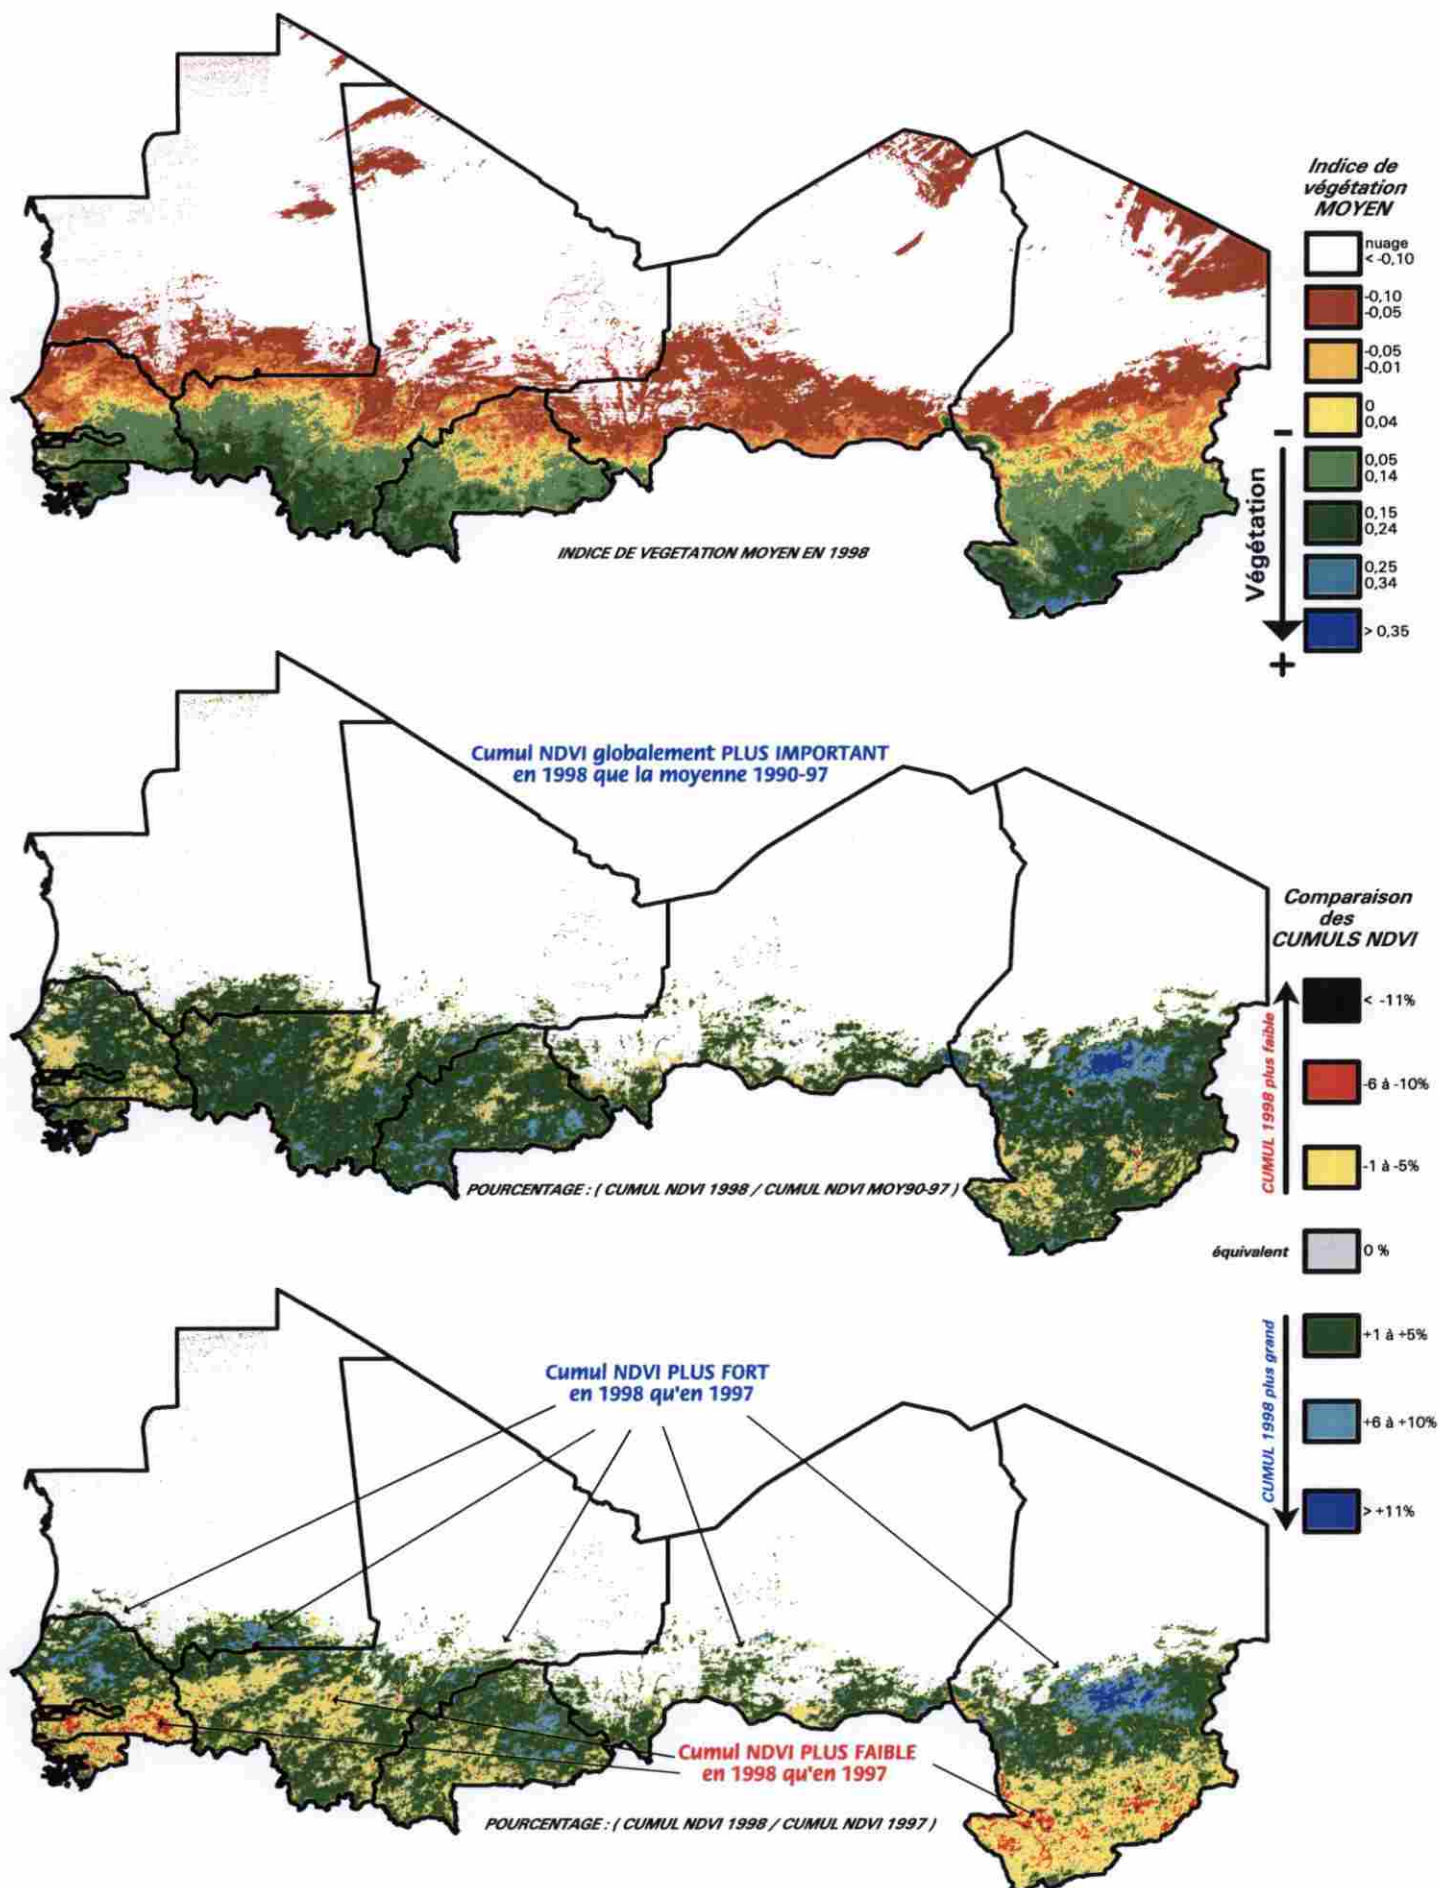 Indice de
végétation
MOYEN
nuage
< -0,10
-0,10
-0,05
-0,05
-0,01
0
0,04
0,05
0,14
0,15
0,24
0,25
0,34
> 0,35
-
Végétation
+
INDICE DE VEGETATION MOYEN EN 1998
Cumul NDVI globalement PLUS IMPORTANT
en 1998 que la moyenne 1990-97
POURCENTAGE : ( CUMUL NDVI 1998 / CUMUL NDVI MOY90-97 )
Comparaison
des
CUMULS NDVI
< -11%
-6 à -10%
-1 à -5%
CUMUL 1998 plus faible
équivalent
0 %
+1 à +5%
+6 à +10%
> +11%
CUMUL 1998 plus grand
Cumul NDVI PLUS FORT
en 1998 qu'en 1997
Cumul NDVI PLUS FAIBLE
en 1998 qu'en 1997
POURCENTAGE : ( CUMUL NDVI 1998 / CUMUL NDVI 1997 )